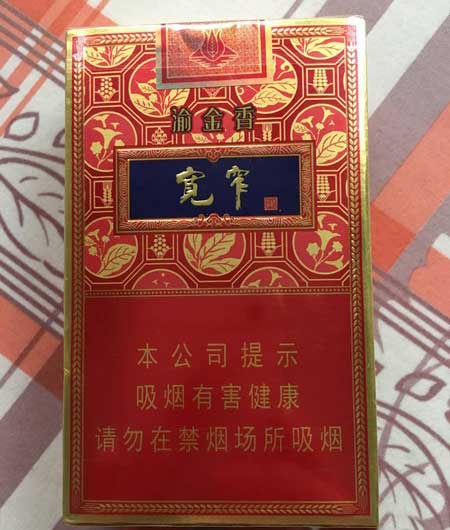 渝金香
宽窄
本公司提示
吸烟有害健康
请勿在禁烟场所吸烟